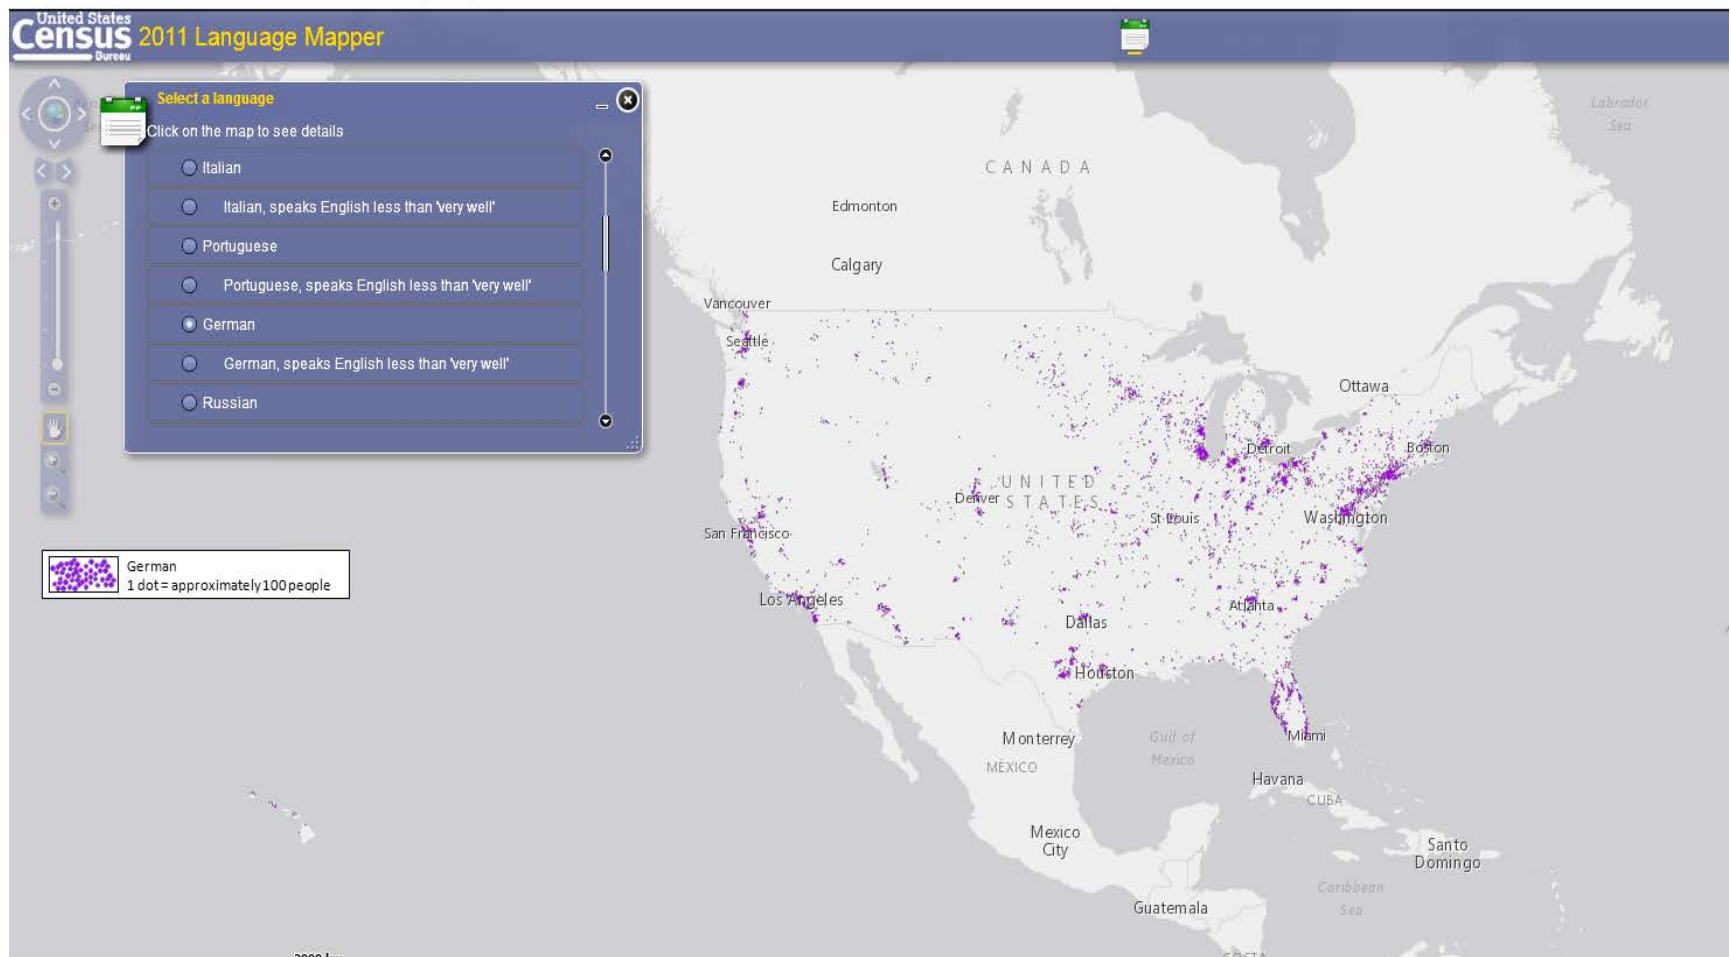 United States
Census
Bureau
2011 Language Mapper
Select a language
Click on the map to see details
Italian
Italian, speaks English less than 'very well'
Portuguese
Portuguese, speaks English less than 'very well'
German
German, speaks English less than 'very well'
Russian
German
1 dot = approximately 100 people
Labrador
Sea
CANADA
Edmonton
Calgary
Vancouver
Seattle
Ottawa
Detroit
Boston
UNITED
STATES
Denver
St Louis
Washington
San Francisco
Los Angeles
Atlanta
Dallas
Houston
Monterrey
MÉXICO
Gulf of
Mexico
Miami
Havana
CUBA
Mexico
City
Santo
Domingo
Caribbean
Sea
Guatemala